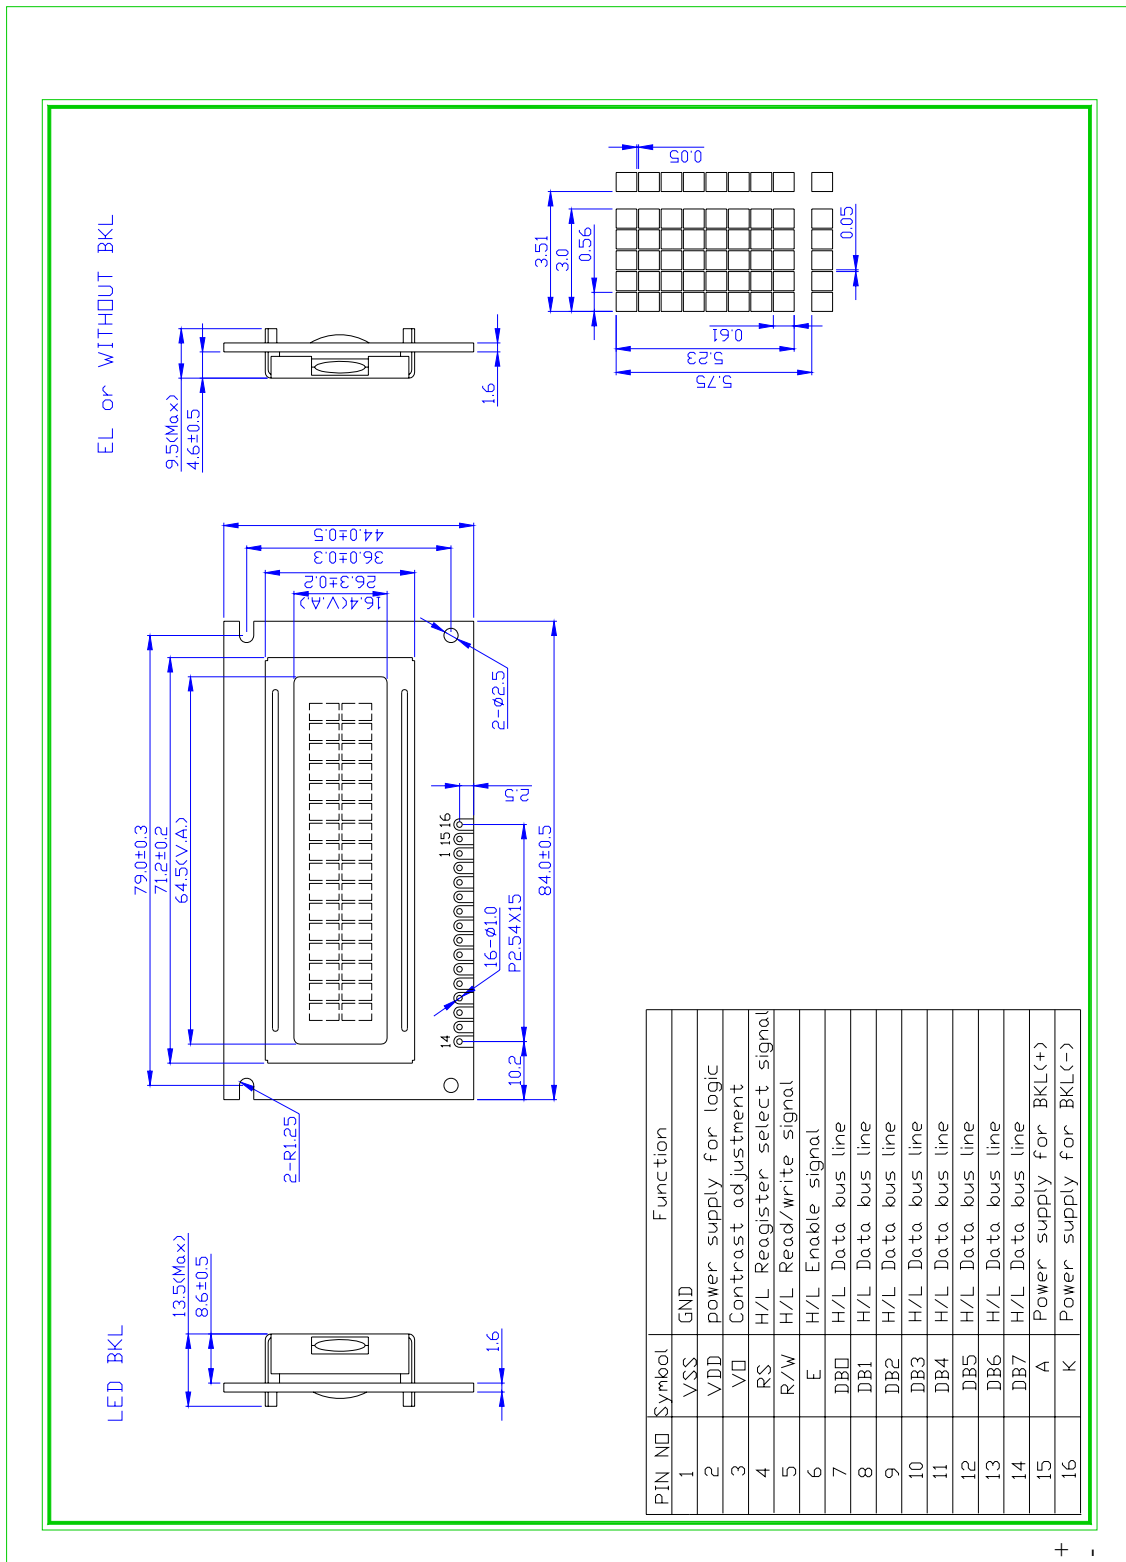 LED BKL
13.5(Max)
8.6±0.5
1.6
79.0±0.3
71.2±0.2
64.5(V.A.)
2-R1.25
44.0±0.5
36.0±0.3
26.3±0.2
16.4(V.A)
2-ø2.5
2.5
14
1 15 16
16-ø1.0
P2.54X15
10.2
84.0±0.5
EL or WITHOUT BKL
9.5(Max)
4.6±0.5
1.6
3.51
3.0
0.56
0.05
0.05
0.61
5.23
5.75
PIN NO Symbol Function
1 VSS GND
2 VDD power supply for logic
3 VO Contrast adjustment
4 RS H/L Reagister select signal
5 R/W H/L Read/write signal
6 E H/L Enable signal
7 DB0 H/L Data bus line
8 DB1 H/L Data bus line
9 DB2 H/L Data bus line
10 DB3 H/L Data bus line
11 DB4 H/L Data bus line
12 DB5 H/L Data bus line
13 DB6 H/L Data bus line
14 DB7 H/L Data bus line
15 A Power supply for BKL(+)
16 K Power supply for BKL(-)
+
-